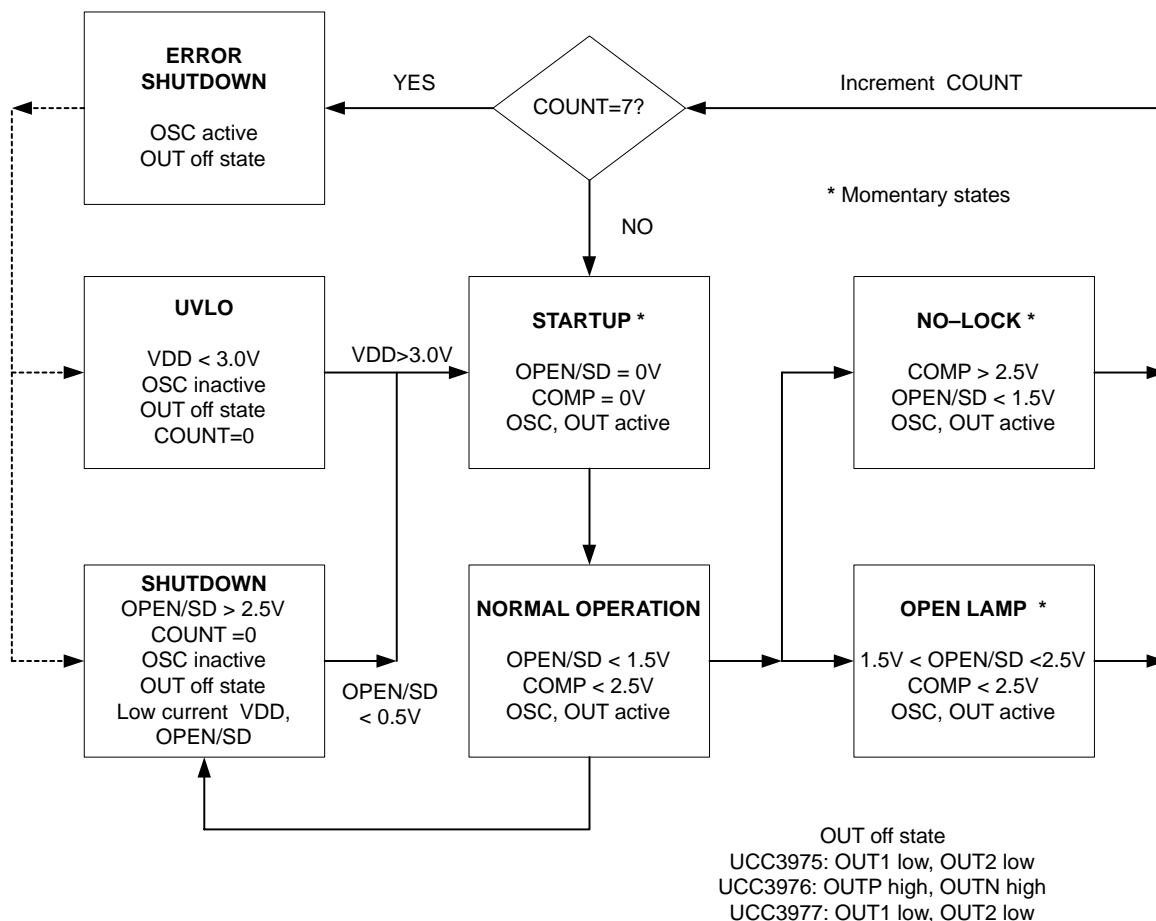 ERROR
SHUTDOWN
OSC active
OUT off state
YES
COUNT=7?
Increment COUNT
* Momentary states
NO
UVLO
VDD < 3.0V
OSC inactive
OUT off state
COUNT=0
VDD>3.0V
STARTUP *
OPEN/SD = 0V
COMP = 0V
OSC, OUT active
NO–LOCK *
COMP > 2.5V
OPEN/SD < 1.5V
OSC, OUT active
SHUTDOWN
OPEN/SD > 2.5V
COUNT =0
OSC inactive
OUT off state
Low current VDD,
OPEN/SD
OPEN/SD
< 0.5V
NORMAL OPERATION
OPEN/SD < 1.5V
COMP < 2.5V
OSC, OUT active
OPEN LAMP *
1.5V < OPEN/SD <2.5V
COMP < 2.5V
OSC, OUT active
OUT off state
UCC3975: OUT1 low, OUT2 low
UCC3976: OUTP high, OUTN high
UCC3977: OUT1 low, OUT2 low